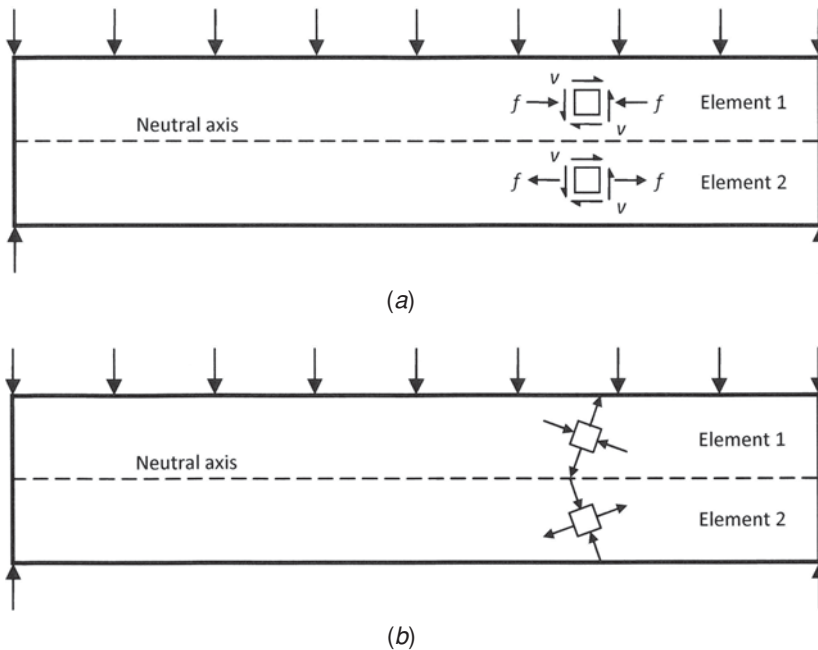 v
f f Element 1
Neutral axis v
v
f f Element 2
v
(a)
Element 1
Neutral axis
Element 2
(b)